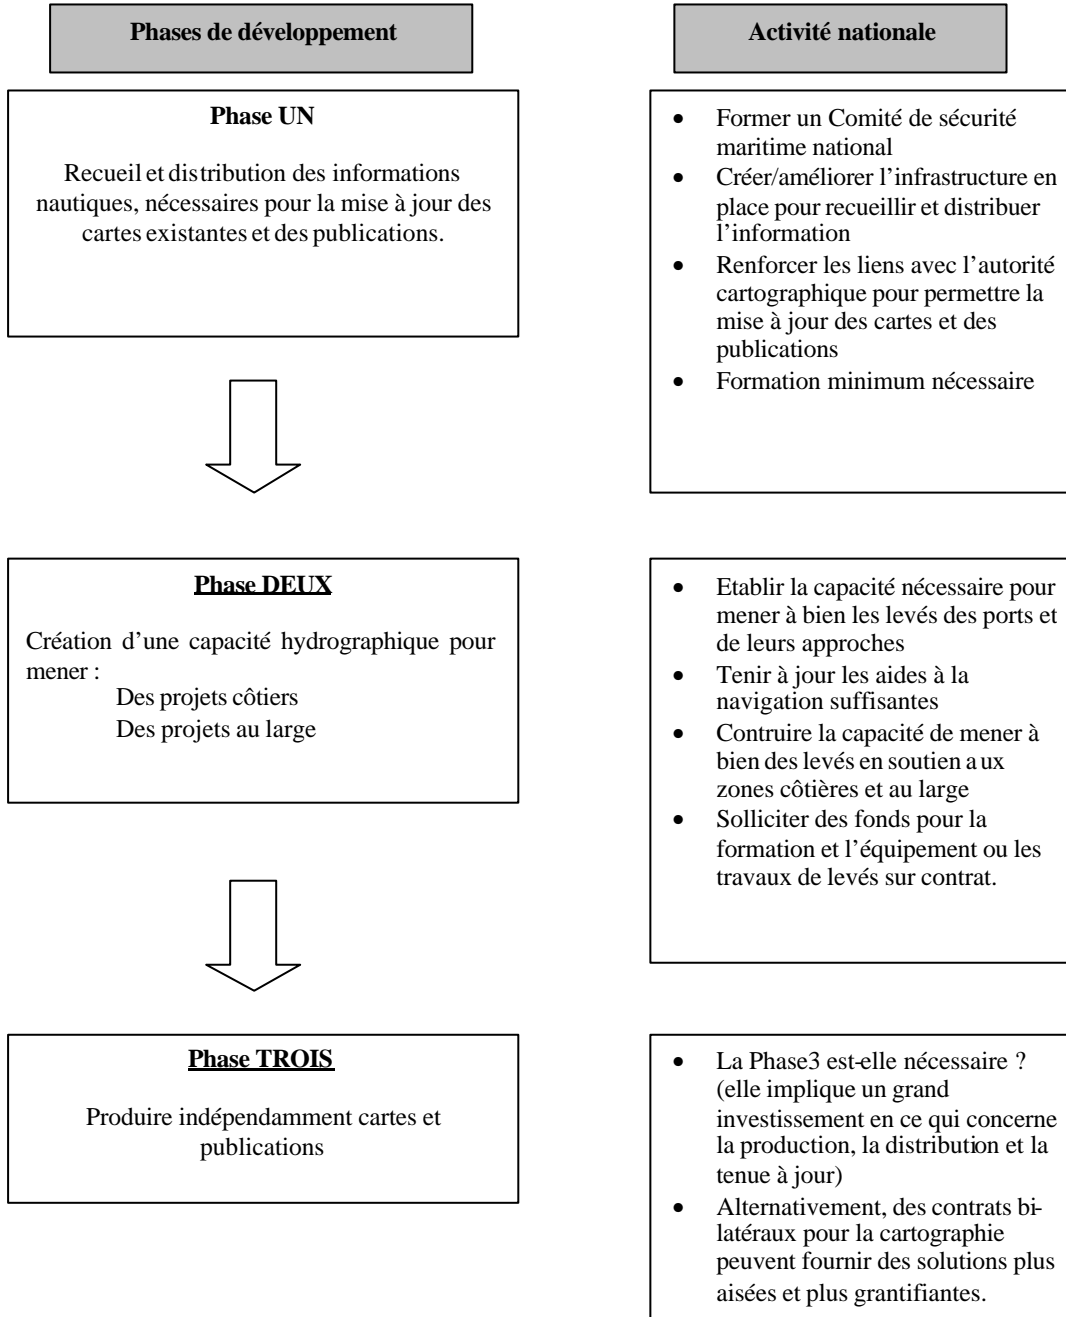 Phases de développement
Activité nationale
Phase UN
Recueil et distribution des informations
nautiques, nécessaires pour la mise à jour des
cartes existantes et des publications.
• Former un Comité de sécurité
maritime national
• Créer/améliorer l’infrastructure en
place pour recueillir et distribuer
l’information
• Renforcer les liens avec l’autorité
cartographique pour permettre la
mise à jour des cartes et des
publications
• Formation minimum nécessaire
Phase DEUX
Création d’une capacité hydrographique pour
mener :
Des projets côtiers
Des projets au large
• Etablir la capacité nécessaire pour
mener à bien les levés des ports et
de leurs approches
• Tenir à jour les aides à la
navigation suffisantes
• Contruire la capacité de mener à
bien des levés en soutien aux
zones côtières et au large
• Solliciter des fonds pour la
formation et l’équipement ou les
travaux de levés sur contrat.
Phase TROIS
Produire indépendamment cartes et
publications
• La Phase3 est-elle nécessaire ?
(elle implique un grand
investissement en ce qui concerne
la production, la distribution et la
tenue à jour)
• Alternativement, des contrats bi-
latéraux pour la cartographie
peuvent fournir des solutions plus
aisées et plus grantifiantes.